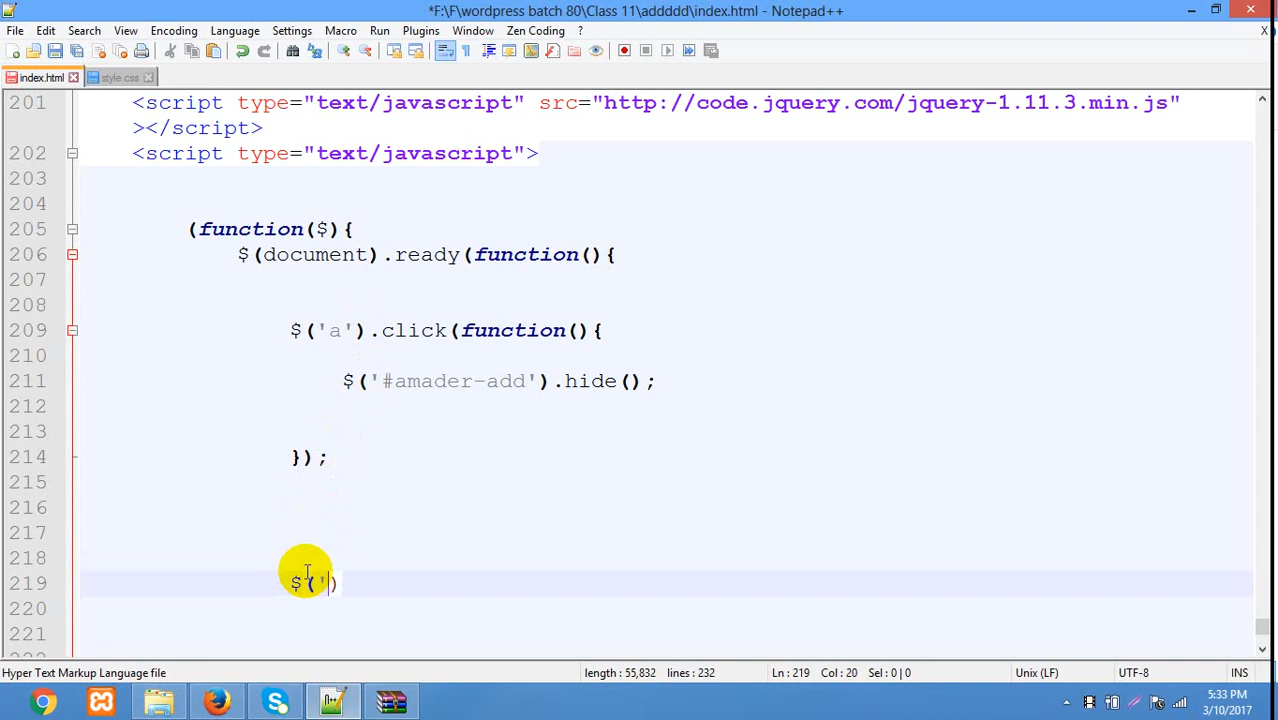 *F:\F\wordpress batch 80\Class 11\addddd\index.html - Notepad++
File Edit Search View Encoding Language Settings Macro Run Plugins Window Zen Coding ? X
index.html style.css
201 <script type="text/javascript" src="http://code.jquery.com/jquery-1.11.3.min.js"
></script>
202 <script type="text/javascript">
203
204
205 (function($){
206 $(document).ready(function(){
207
208
209 $('a').click(function(){
210
211 $('#amader-add').hide();
212
213
214 });
215
216
217
218
219 $(')
220
221
Hyper Text Markup Language file length : 55,832 lines : 232 Ln : 219 Col : 20 Sel : 0 | 0 Unix (LF) UTF-8 INS
5:33 PM
3/10/2017